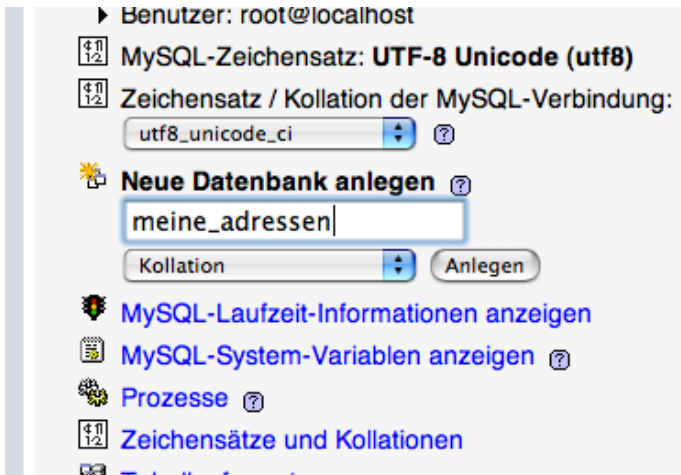 Benutzer: root@localhost
MySQL-Zeichensatz: UTF-8 Unicode (utf8)
Zeichensatz / Kollation der MySQL-Verbindung:
utf8_unicode_ci
Neue Datenbank anlegen
meine_adressen
Kollation Anlegen
MySQL-Laufzeit-Informationen anzeigen
MySQL-System-Variablen anzeigen
Prozesse
Zeichensätze und Kollationen